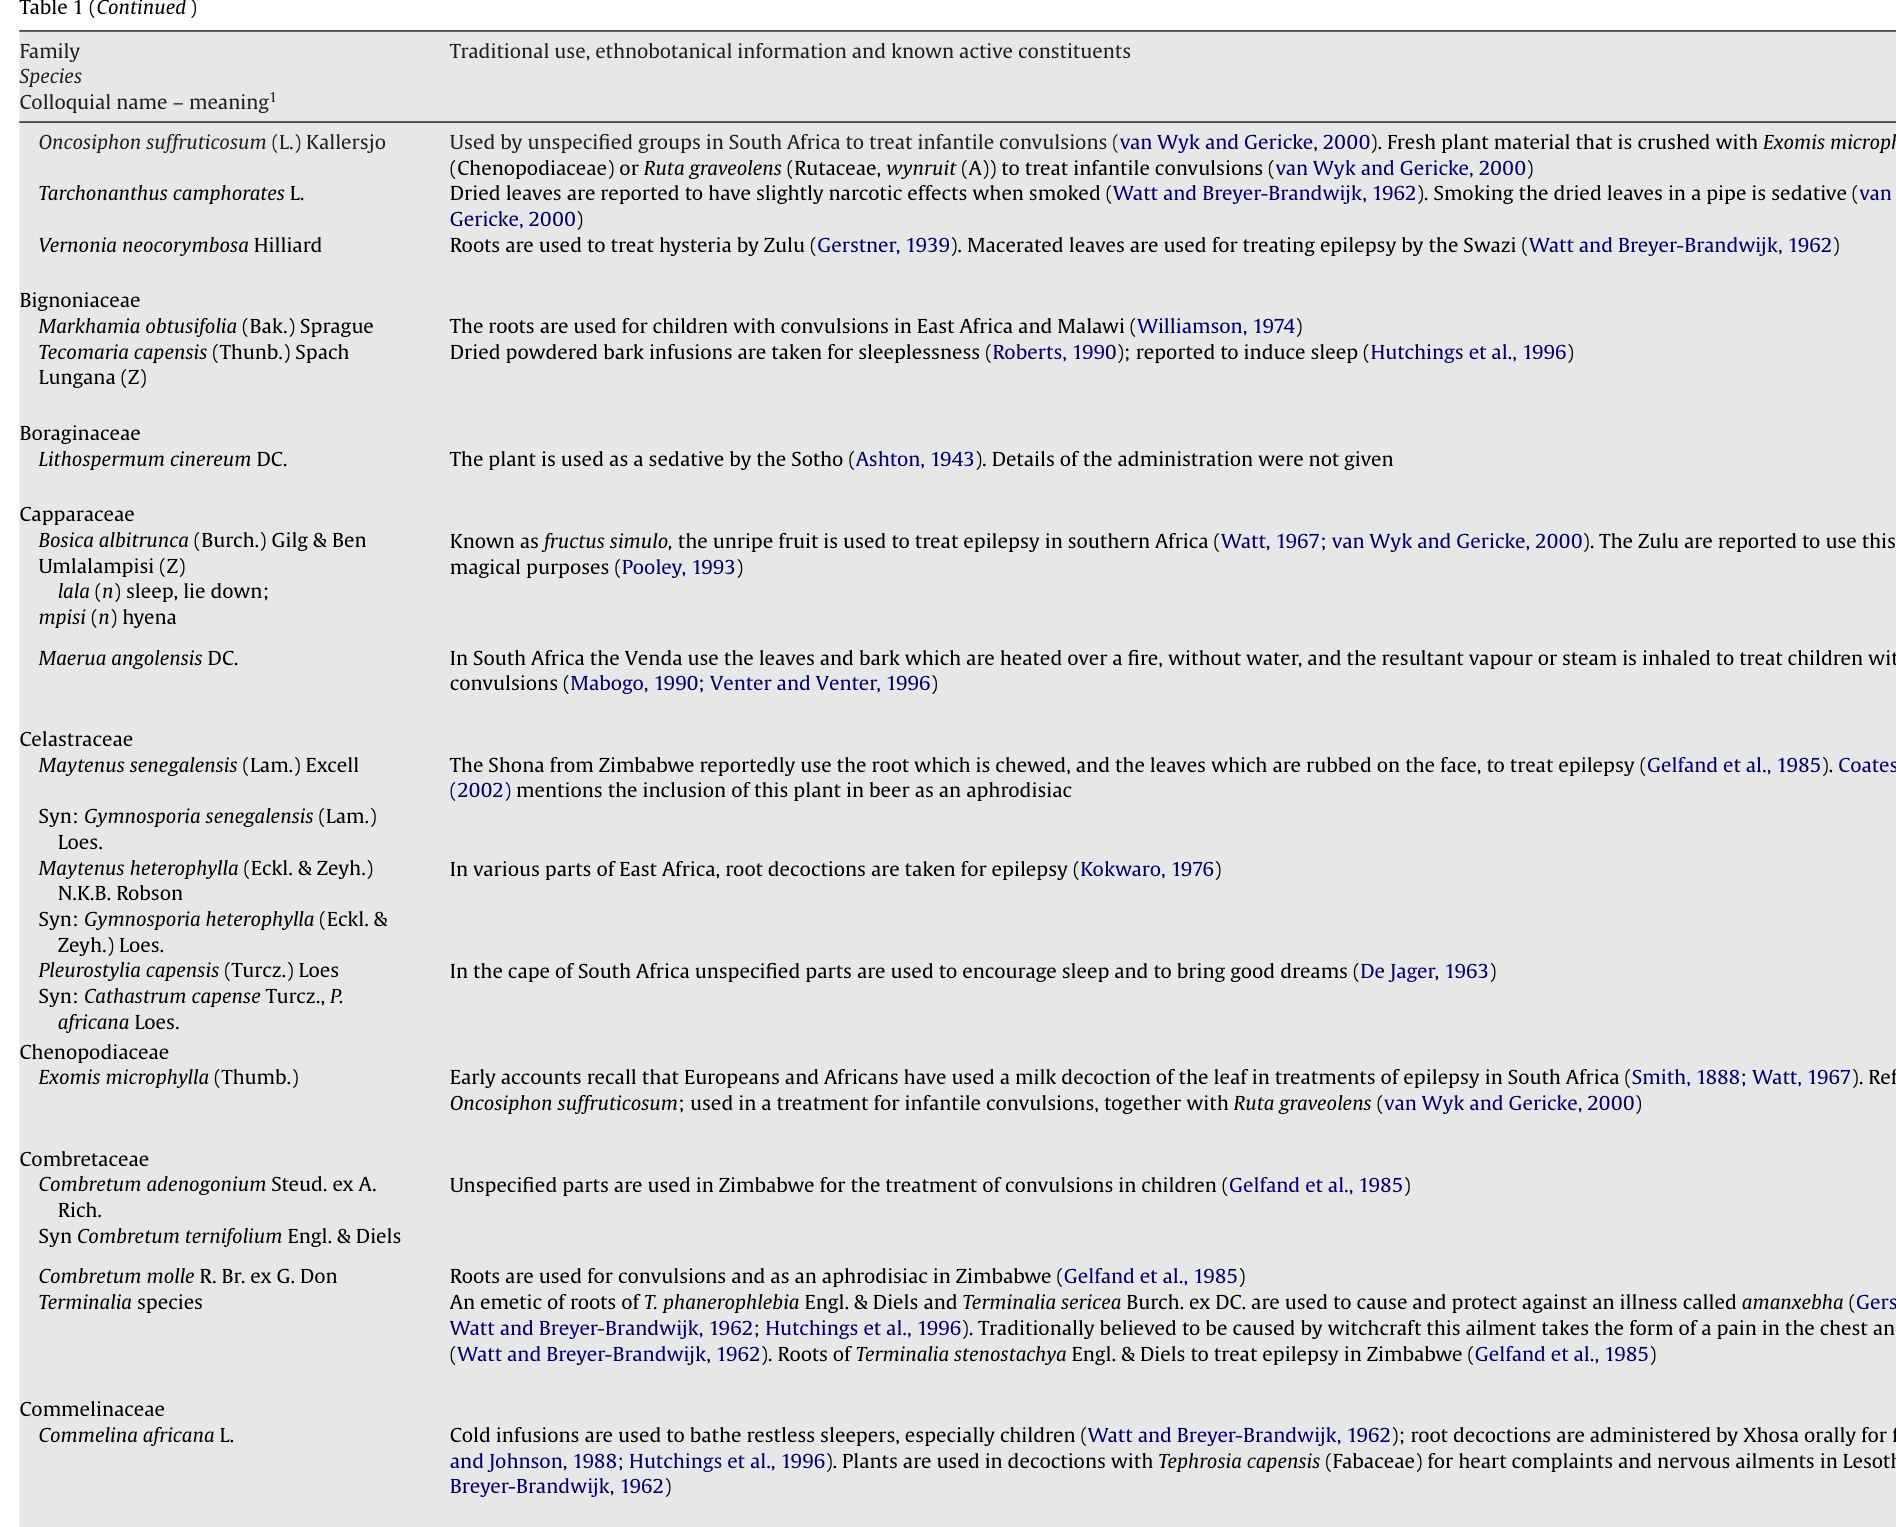 Table 1 (Continued)
Family
Traditional use, ethnobotanical information and known active constituents
Species
Colloquial name – meaning1
Oncosiphon suffruticosum (L.) Kallersjo
Used by unspecified groups in South Africa to treat infantile convulsions (van Wyk and Gericke, 2000). Fresh plant material that is crushed with Exomis microph
(Chenopodiaceae) or Ruta graveolens (Rutaceae, wynruit (A)) to treat infantile convulsions (van Wyk and Gericke, 2000)
Tarchonanthus camphorates L.
Dried leaves are reported to have slightly narcotic effects when smoked (Watt and Breyer-Brandwijk, 1962). Smoking the dried leaves in a pipe is sedative (van
Gericke, 2000)
Vernonia neocorymbosa Hilliard
Roots are used to treat hysteria by Zulu (Gerstner, 1939). Macerated leaves are used for treating epilepsy by the Swazi (Watt and Breyer-Brandwijk, 1962)
Bignoniaceae
Markhamia obtusifolia (Bak.) Sprague
The roots are used for children with convulsions in East Africa and Malawi (Williamson, 1974)
Tecomaria capensis (Thunb.) Spach
Dried powdered bark infusions are taken for sleeplessness (Roberts, 1990); reported to induce sleep (Hutchings et al., 1996)
Lungana (Z)
Boraginaceae
Lithospermum cinereum DC.
The plant is used as a sedative by the Sotho (Ashton, 1943). Details of the administration were not given
Capparaceae
Bosica albitrunca (Burch.) Gilg & Ben
Known as fructus simulo, the unripe fruit is used to treat epilepsy in southern Africa (Watt, 1967; van Wyk and Gericke, 2000). The Zulu are reported to use this
Umlalampisi (Z)
magical purposes (Pooley, 1993)
lala (n) sleep, lie down;
mpisi (n) hyena
Maerua angolensis DC.
In South Africa the Venda use the leaves and bark which are heated over a fire, without water, and the resultant vapour or steam is inhaled to treat children wit
convulsions (Mabogo, 1990; Venter and Venter, 1996)
Celastraceae
Maytenus senegalensis (Lam.) Excell
The Shona from Zimbabwe reportedly use the root which is chewed, and the leaves which are rubbed on the face, to treat epilepsy (Gelfand et al., 1985). Coates
(2002) mentions the inclusion of this plant in beer as an aphrodisiac
Syn: Gymnosporia senegalensis (Lam.)
Loes.
Maytenus heterophylla (Eckl. & Zeyh.)
In various parts of East Africa, root decoctions are taken for epilepsy (Kokwaro, 1976)
N.K.B. Robson
Syn: Gymnosporia heterophylla (Eckl. &
Zeyh.) Loes.
Pleurostylia capensis (Turcz.) Loes
In the cape of South Africa unspecified parts are used to encourage sleep and to bring good dreams (De Jager, 1963)
Syn: Cathastrum capense Turcz., P.
africana Loes.
Chenopodiaceae
Exomis microphylla (Thumb.)
Early accounts recall that Europeans and Africans have used a milk decoction of the leaf in treatments of epilepsy in South Africa (Smith, 1888; Watt, 1967). Ref
Oncosiphon suffruticosum; used in a treatment for infantile convulsions, together with Ruta graveolens (van Wyk and Gericke, 2000)
Combretaceae
Combretum adenogonium Steud. ex A.
Unspecified parts are used in Zimbabwe for the treatment of convulsions in children (Gelfand et al., 1985)
Rich.
Syn Combretum ternifolium Engl. & Diels
Combretum molle R. Br. ex G. Don
Roots are used for convulsions and as an aphrodisiac in Zimbabwe (Gelfand et al., 1985)
Terminalia species
An emetic of roots of T. phanerophlebia Engl. & Diels and Terminalia sericea Burch. ex DC. are used to cause and protect against an illness called amanxebha (Gers
Watt and Breyer-Brandwijk, 1962; Hutchings et al., 1996). Traditionally believed to be caused by witchcraft this ailment takes the form of a pain in the chest an
(Watt and Breyer-Brandwijk, 1962). Roots of Terminalia stenostachya Engl. & Diels to treat epilepsy in Zimbabwe (Gelfand et al., 1985)
Commelinaceae
Commelina africana L.
Cold infusions are used to bathe restless sleepers, especially children (Watt and Breyer-Brandwijk, 1962); root decoctions are administered by Xhosa orally for f
and Johnson, 1988; Hutchings et al., 1996). Plants are used in decoctions with Tephrosia capensis (Fabaceae) for heart complaints and nervous ailments in Lesoth
Breyer-Brandwijk, 1962)